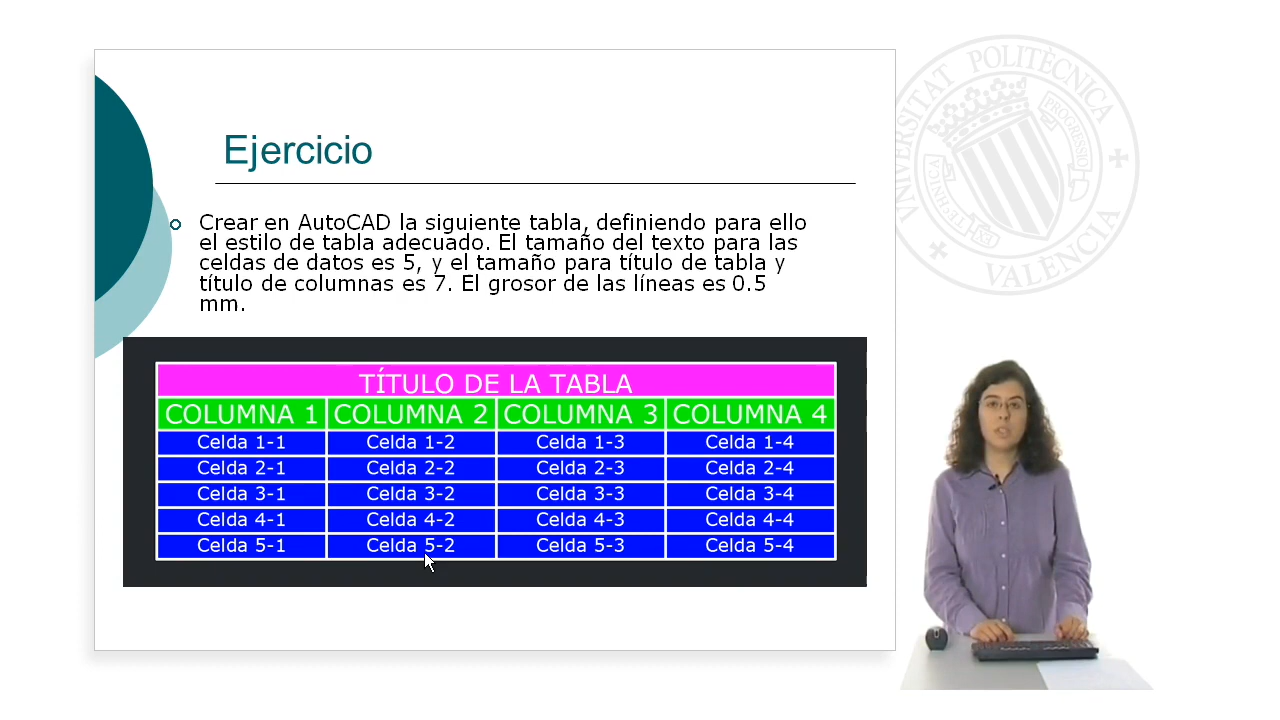 UNIVERSITAT POLITÈCNICA
VALÈNCIA
PROGRESSIO
EX TECHNICA
Ejercicio
Crear en AutoCAD la siguiente tabla, definiendo para ello
el estilo de tabla adecuado. El tamaño del texto para las
celdas de datos es 5, y el tamaño para título de tabla y
título de columnas es 7. El grosor de las líneas es 0.5
mm.
TÍTULO DE LA TABLA
COLUMNA 1 COLUMNA 2 COLUMNA 3 COLUMNA 4
Celda 1-1 Celda 1-2 Celda 1-3 Celda 1-4
Celda 2-1 Celda 2-2 Celda 2-3 Celda 2-4
Celda 3-1 Celda 3-2 Celda 3-3 Celda 3-4
Celda 4-1 Celda 4-2 Celda 4-3 Celda 4-4
Celda 5-1 Celda 5-2 Celda 5-3 Celda 5-4